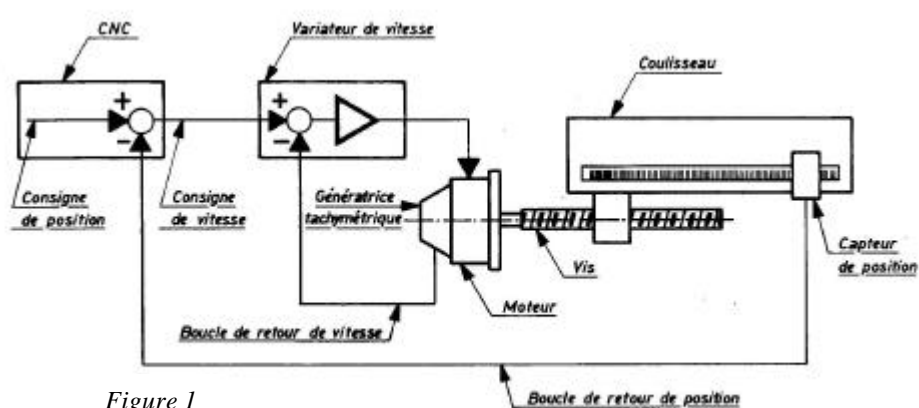 CNC
Variateur de vitesse
Coulisseau
+
-
+
-
Consigne
de position
Consigne
de vitesse
Génératrice
tachymétrique
Vis
Capteur
de position
Moteur
Boucle de retour de vitesse
Boucle de retour de position
Figure 1